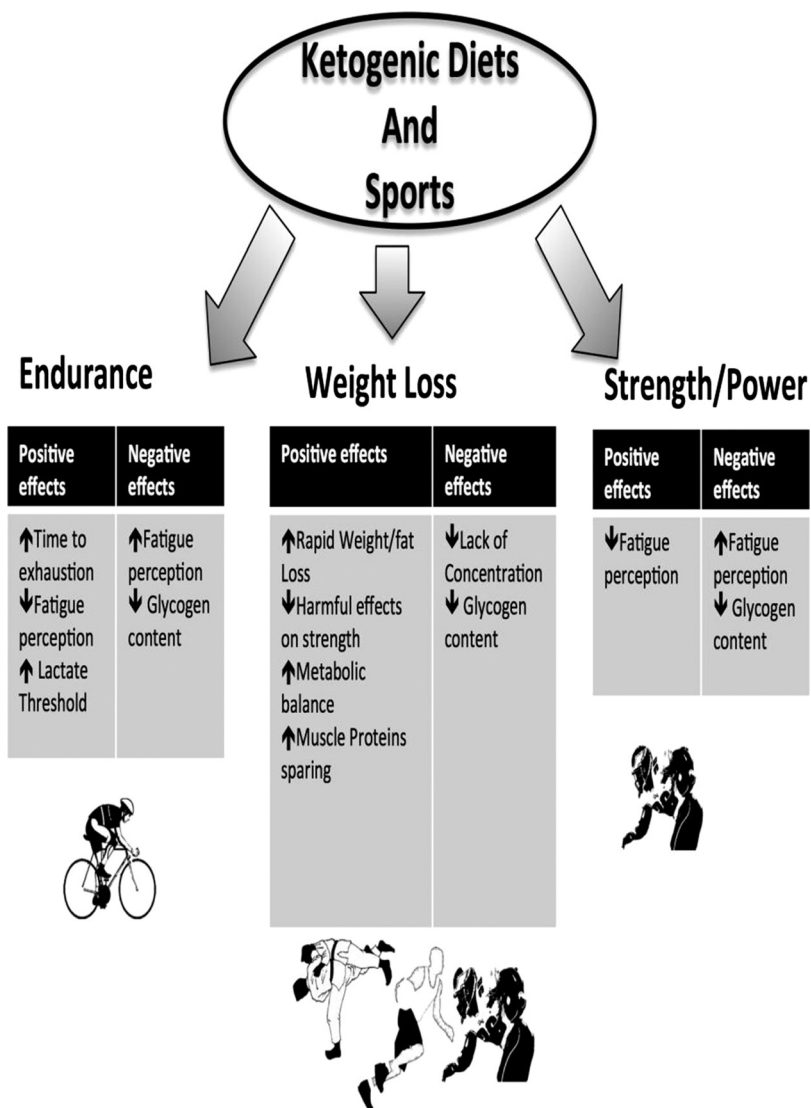 Ketogenic Diets
And
Sports
Endurance
Positive
effects
Negative
effects
↑Time to
exhaustion
↓Fatigue
perception
↑ Lactate
Threshold
↑Fatigue
perception
↓ Glycogen
content
Weight Loss
Positive effects
Negative
effects
↑Rapid Weight/fat
Loss
↓Harmful effects
on strength
↑Metabolic
balance
↑Muscle Proteins
sparing
↓Lack of
Concentration
↓ Glycogen
content
Strength/Power
Positive
effects
Negative
effects
↓Fatigue
perception
↑Fatigue
perception
↓ Glycogen
content